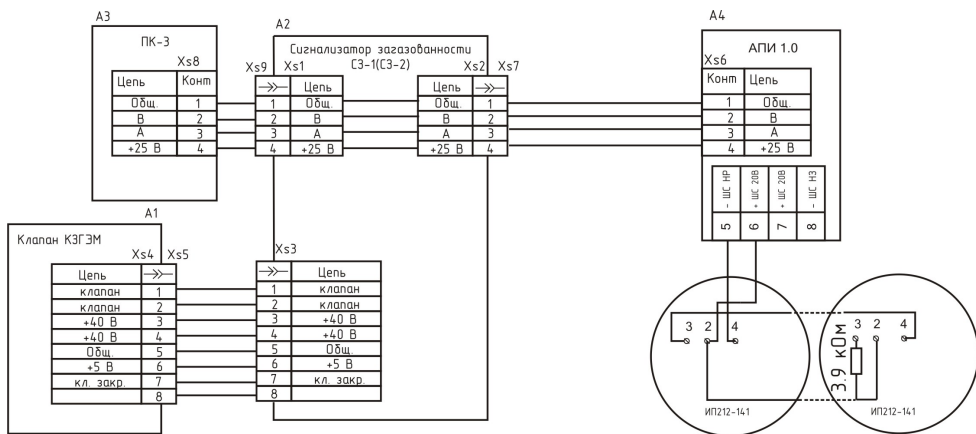 А3
ПК-3
Xs8
Цепь Конт
Общ. 1
В 2
А 3
+25 В 4
А2
Сигнализатор загазованности
СЗ-1(СЗ-2)
Xs9 Xs1
Цепь
1 Общ.
2 В
3 А
4 +25 В
Xs2 Xs7
Цепь
Общ. 1
В 2
А 3
+25 В 4
А4
АПИ 1.0
Xs6
Конт Цепь
1 Общ.
2 В
3 А
4 +25 В
- ШС НР
+ ШС 20В
+ ШС 20В
- ШС НЗ
5 6 7 8
А1
Клапан КЗГЭМ
Xs4 Xs5
Цепь
клапан 1
клапан 2
+40 В 3
+40 В 4
Общ. 5
+5 В 6
кл. закр. 7
8
Xs3
Цепь
1 клапан
2 клапан
3 +40 В
4 +40 В
5 Общ.
6 +5 В
7 кл. закр.
8
3 2 4
ИП212-141
3 2 4
3.9 кОм
ИП212-141